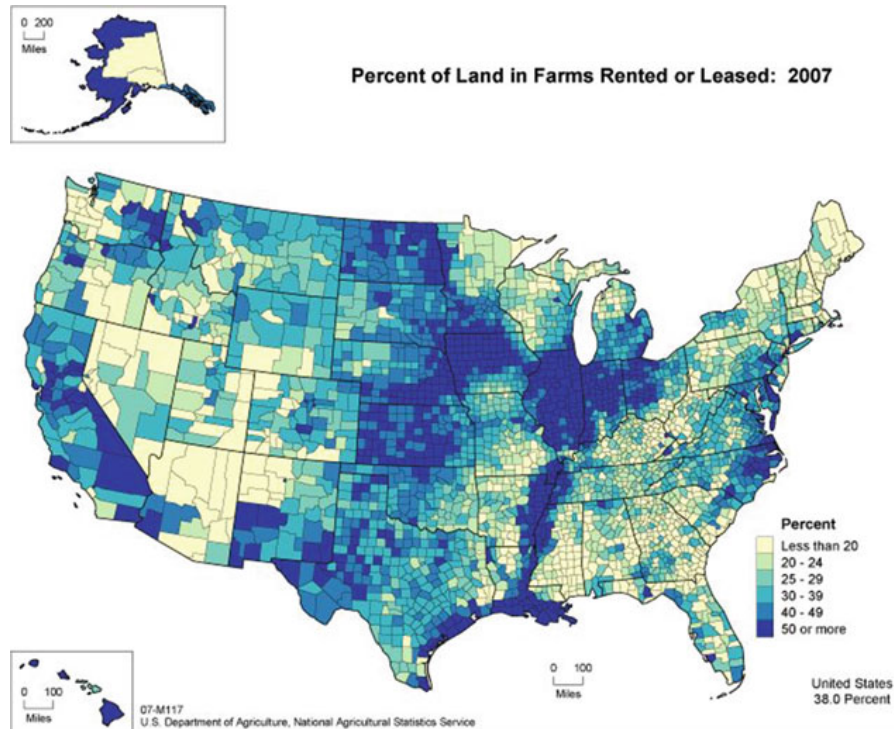 0 200
Miles
Percent of Land in Farms Rented or Leased: 2007
Percent
Less than 20
20 - 24
25 - 29
30 - 39
40 - 49
50 or more
0 100
Miles
0 100
Miles
United States
38.0 Percent
07-M117
U.S. Department of Agriculture, National Agricultural Statistics Service